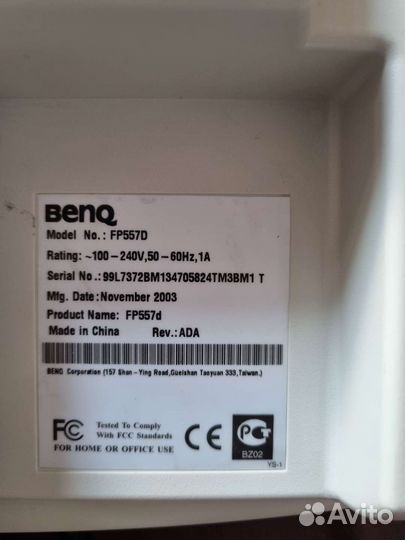 BenQ
Model No.: FP557D
Rating: ~100-240V,50-60Hz,1A
Serial No.:99L7372BM134705824TM3BM1 T
Mfg. Date:November 2003
Product Name: FP557d
Made in China Rev.:ADA
BENQ Corporation (157 Shan-Ying Road,Gueishan Taoyuan 333,Taiwan.)
FC Tested To Comply
With FCC Standards
FOR HOME OR OFFICE USE
CE
PCT
BZ02
YS-1
Avito